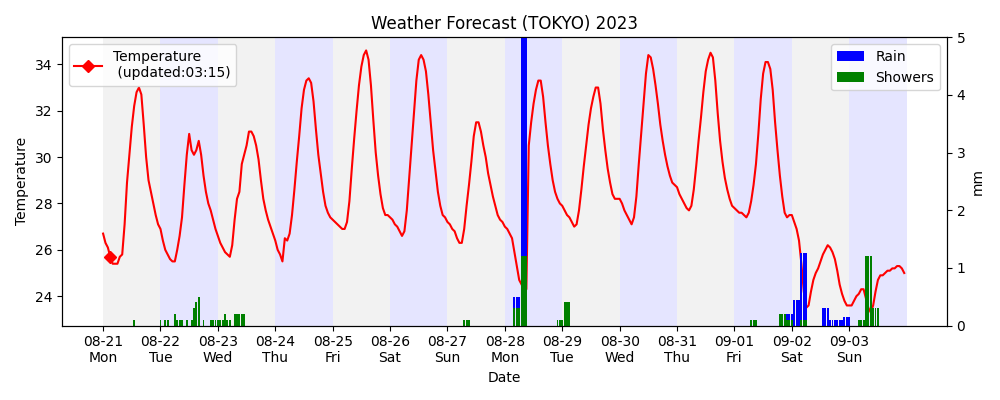 Weather Forecast (TOKYO) 2023
Temperature
(updated:03:15)
Rain
Showers
Temperature
34
32
30
28
26
24
5
4
3
2
1
0
mm
08-21 08-22 08-23 08-24 08-25 08-26 08-27 08-28 08-29 08-30 08-31 09-01 09-02 09-03
Mon Tue Wed Thu Fri Sat Sun Mon Tue Wed Thu Fri Sat Sun
Date